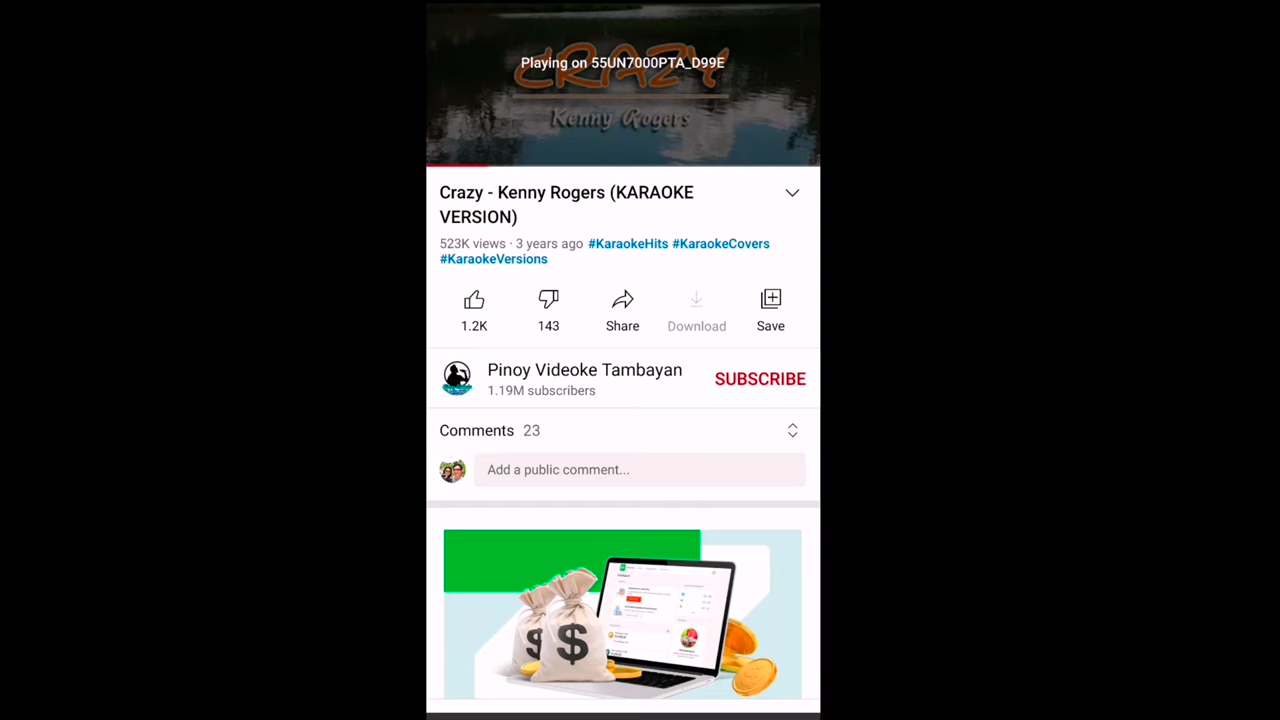 CRAZY
Playing on 55UN7000PTA_D99E
Kenny Rogers
Crazy - Kenny Rogers (KARAOKE
VERSION)
523K views · 3 years ago #KaraokeHits #KaraokeCovers
#KaraokeVersions
1.2K 143 Share Download Save
Pinoy Videoke Tambayan
SUBSCRIBE
1.19M subscribers
Comments 23
Add a public comment...
$ $